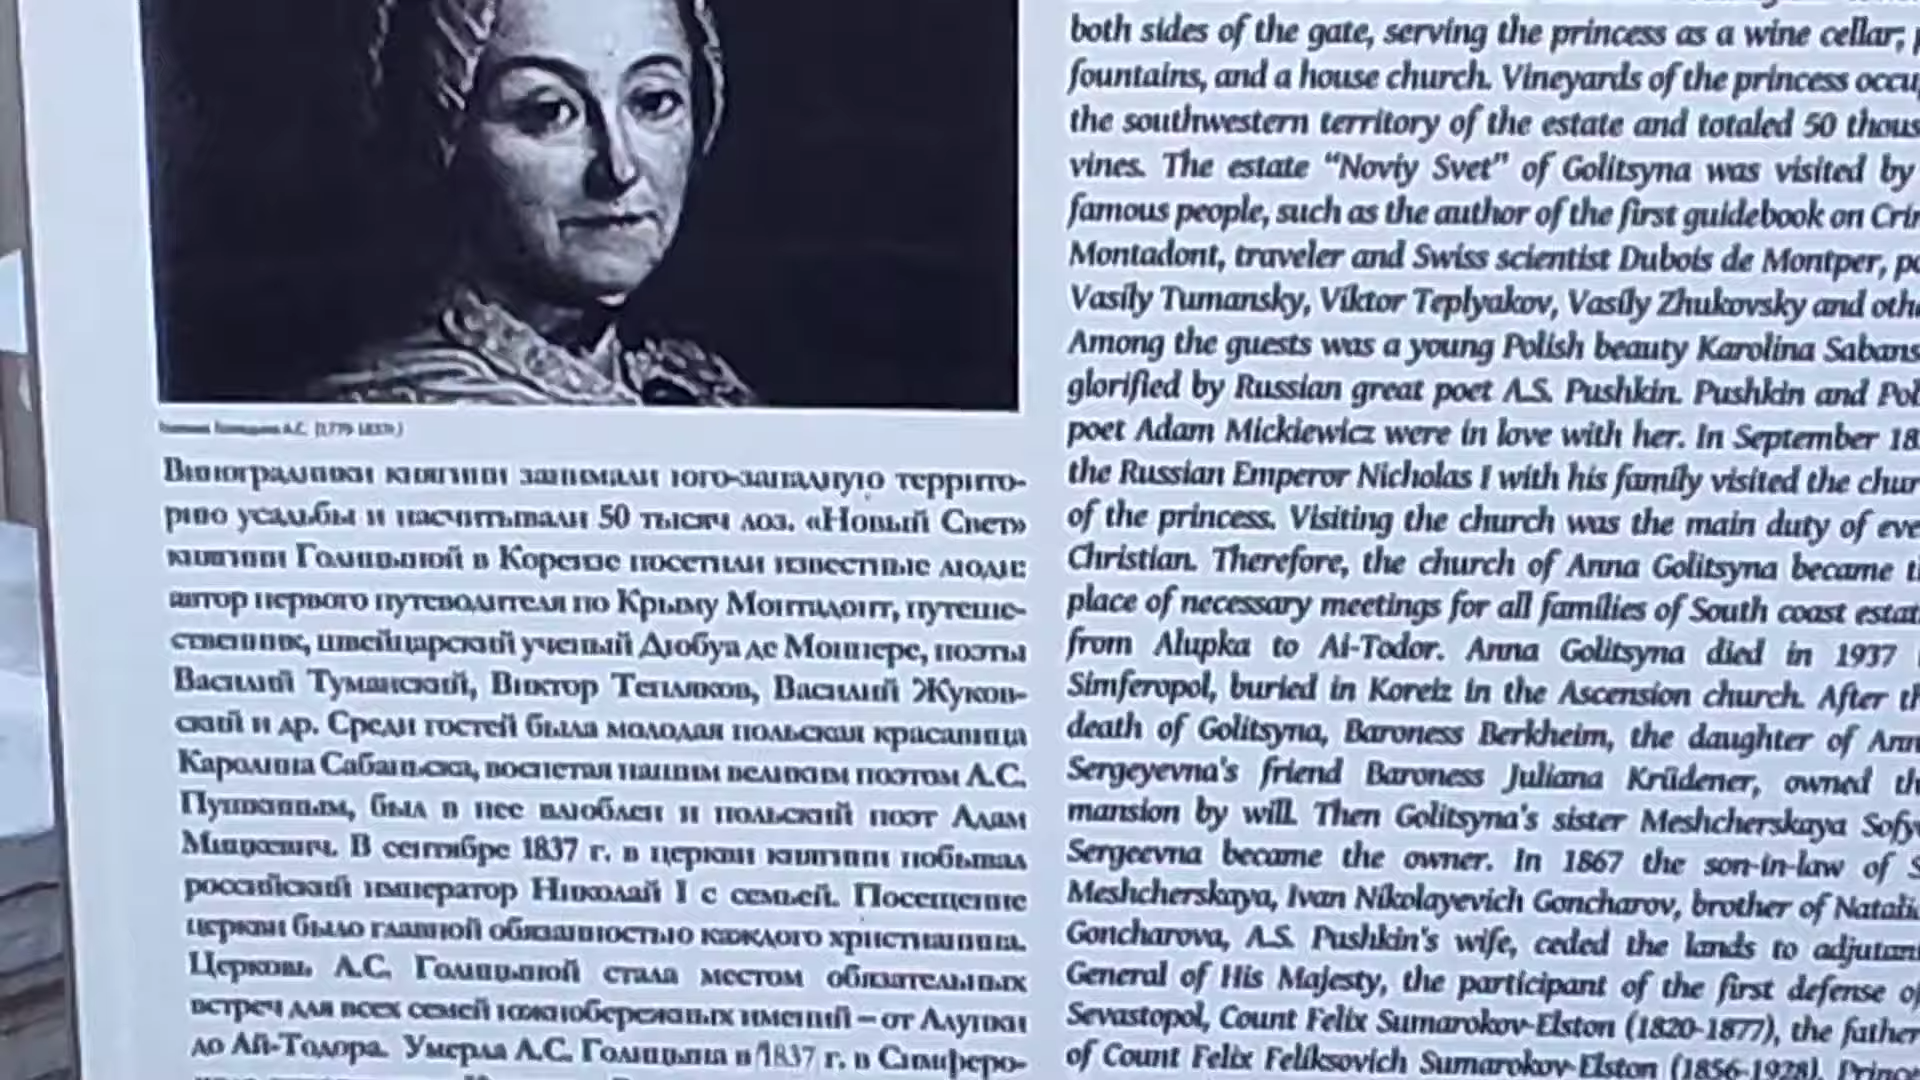 А.С. (1779-1837г.)
Виноградники княгини занимали юго-западную террито-
рию усадьбы и насчитывали 50 тысяч лоз. «Новый Свет»
княгини Голицыной в Кореизе посетили известные люди:
автор первого путеводителя по Крыму Монтадонт, путеше-
ственник, швейцарский ученый Дюбуа де Монпере, поэты
Василий Туманский, Виктор Тепляков, Василий Жуков-
ский и др. Среди гостей была молодая польская красавица
Каролина Сабаньска, воспетая нашим великим поэтом А.С.
Пушкиным, был в нее влюблен и польский поэт Адам
Мицкевич. В сентябре 1837 г. в церкви княгини побывал
российский император Николай I с семьей. Посещение
церкви было главной обязанностью каждого христианина.
Церковь А.С. Голицыной стала местом обязательных
встреч для всех семей южнобережных имений – от Алупки
до Ай-Тодора. Умерла А.С. Голицына в 1837 г. в Симферо-
both sides of the gate, serving the princess as a wine cellar,
fountains, and a house church. Vineyards of the princess occu
the southwestern territory of the estate and totaled 50 thous
vines. The estate “Noviy Svet” of Golitsyna was visited by
famous people, such as the author of the first guidebook on Crim
Montadont, traveler and Swiss scientist Dubois de Montper, po
Vasily Tumansky, Viktor Teplyakov, Vasily Zhukovsky and othe
Among the guests was a young Polish beauty Karolina Sabans
glorified by Russian great poet A.S. Pushkin. Pushkin and Pol
poet Adam Mickiewicz were in love with her. In September 18
the Russian Emperor Nicholas I with his family visited the chur
of the princess. Visiting the church was the main duty of eve
Christian. Therefore, the church of Anna Golitsyna became th
place of necessary meetings for all families of South coast estat
from Alupka to Ai-Todor. Anna Golitsyna died in 1937
Simferopol, buried in Koreiz in the Ascension church. After th
death of Golitsyna, Baroness Berkheim, the daughter of Ann
Sergeyevna's friend Baroness Juliana Krüdener, owned th
mansion by will. Then Golitsyna's sister Meshcherskaya Sofy
Sergeevna became the owner. In 1867 the son-in-law of S
Meshcherskaya, Ivan Nikolayevich Goncharov, brother of Natali
Goncharova, A.S. Pushkin's wife, ceded the lands to adjutant
General of His Majesty, the participant of the first defense of
Sevastopol, Count Felix Sumarokov-Elston (1820-1877), the father
of Count Felix Feliksovich Sumarokov-Elston (1856-1928). Prince